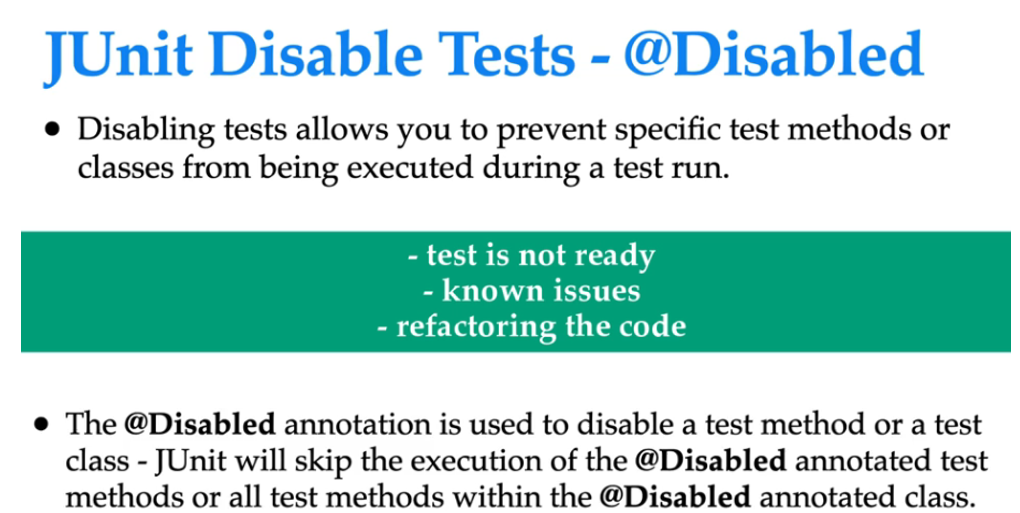 JUnit Disable Tests - @Disabled
• Disabling tests allows you to prevent specific test methods or
classes from being executed during a test run.
- test is not ready
- known issues
- refactoring the code
• The @Disabled annotation is used to disable a test method or a test
class - JUnit will skip the execution of the @Disabled annotated test
methods or all test methods within the @Disabled annotated class.